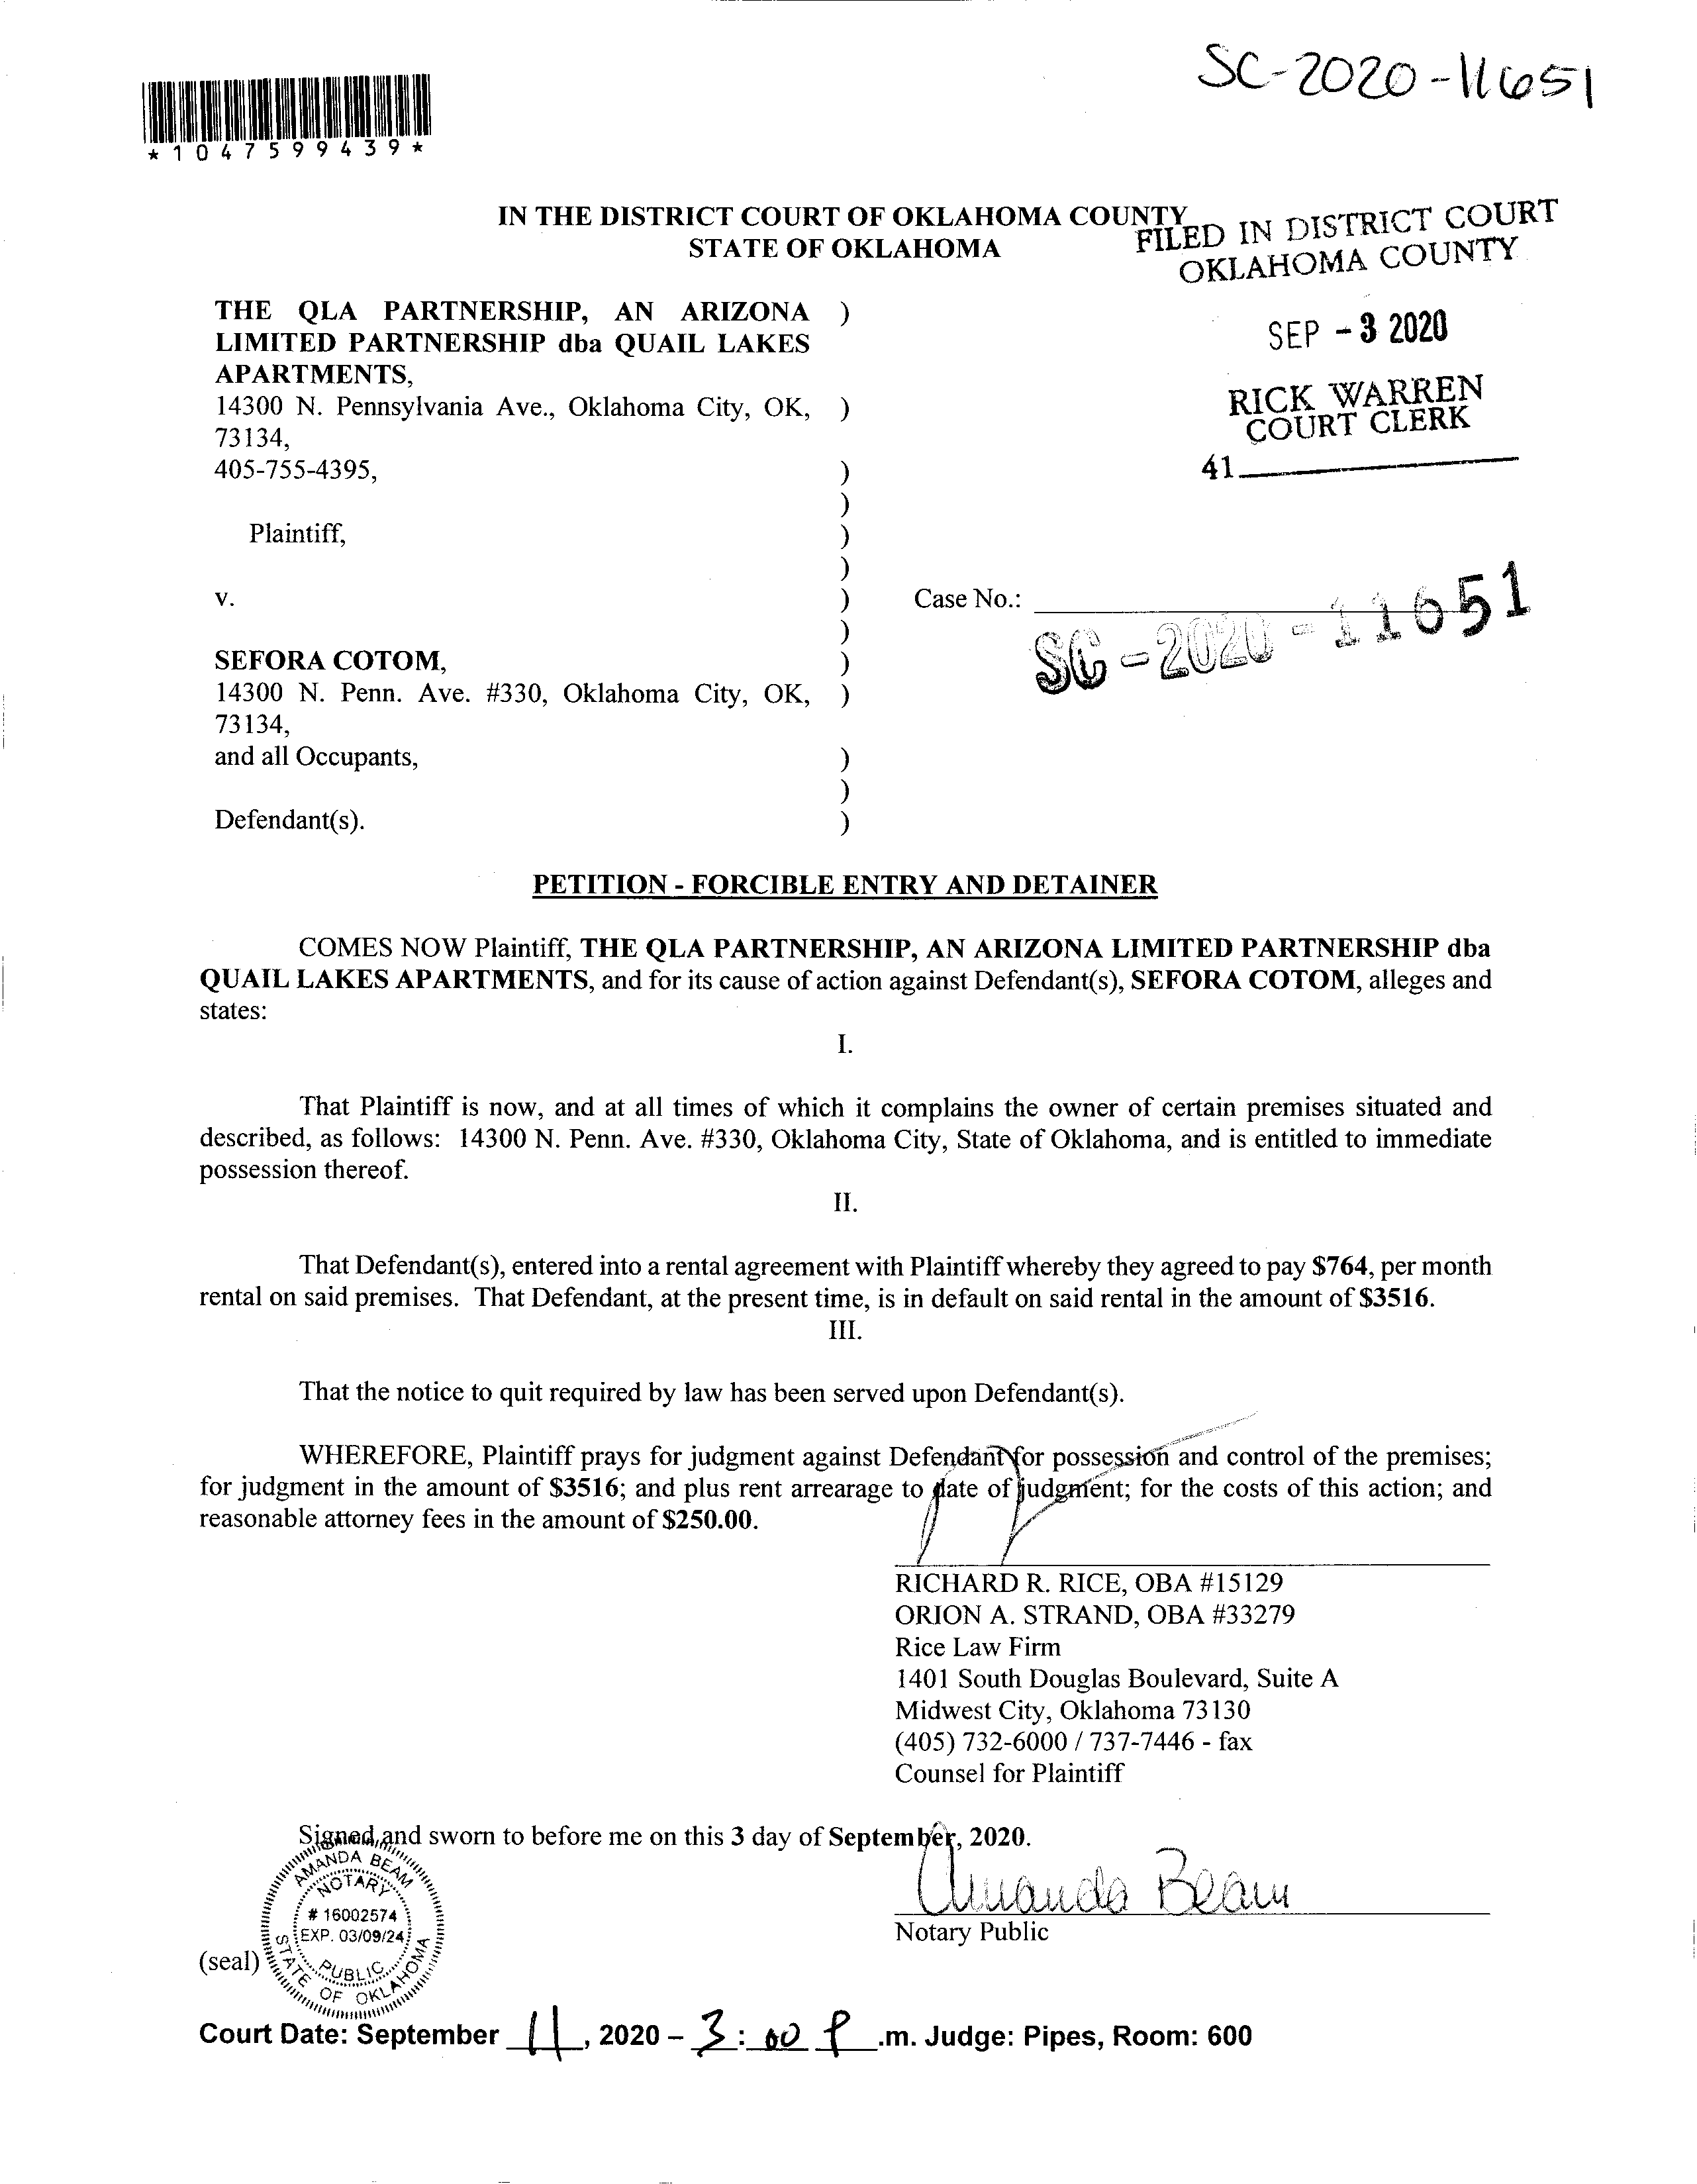 SC-2020-11651
*1047599439*
IN THE DISTRICT COURT OF OKLAHOMA COUNTY
STATE OF OKLAHOMA
FILED IN DISTRICT COURT
OKLAHOMA COUNTY
SEP - 3 2020
RICK WARREN
COURT CLERK
41
THE QLA PARTNERSHIP, AN ARIZONA )
LIMITED PARTNERSHIP dba QUAIL LAKES
APARTMENTS,
14300 N. Pennsylvania Ave., Oklahoma City, OK, )
73134,
405-755-4395, )
)
Plaintiff, )
)
v. ) Case No.:
SC-2020-11651
)
SEFORA COTOM, )
14300 N. Penn. Ave. #330, Oklahoma City, OK, )
73134,
and all Occupants, )
)
Defendant(s). )
PETITION - FORCIBLE ENTRY AND DETAINER
COMES NOW Plaintiff, THE QLA PARTNERSHIP, AN ARIZONA LIMITED PARTNERSHIP dba
QUAIL LAKES APARTMENTS, and for its cause of action against Defendant(s), SEFORA COTOM, alleges and
states:
I.
That Plaintiff is now, and at all times of which it complains the owner of certain premises situated and
described, as follows: 14300 N. Penn. Ave. #330, Oklahoma City, State of Oklahoma, and is entitled to immediate
possession thereof.
II.
That Defendant(s), entered into a rental agreement with Plaintiff whereby they agreed to pay $764, per month
rental on said premises. That Defendant, at the present time, is in default on said rental in the amount of $3516.
III.
That the notice to quit required by law has been served upon Defendant(s).
WHEREFORE, Plaintiff prays for judgment against Defendant for possession and control of the premises;
for judgment in the amount of $3516; and plus rent arrearage to date of judgment; for the costs of this action; and
reasonable attorney fees in the amount of $250.00.
RICHARD R. RICE, OBA #15129
ORION A. STRAND, OBA #33279
Rice Law Firm
1401 South Douglas Boulevard, Suite A
Midwest City, Oklahoma 73130
(405) 732-6000 / 737-7446 - fax
Counsel for Plaintiff
Signed and sworn to before me on this 3 day of September, 2020.
Amanda Beam
Notary Public
AMANDA BEAM
NOTARY
# 16002574
EXP. 03/09/24
PUBLIC
STATE OF OKLAHOMA
(seal)
Court Date: September 11, 2020 – 3:00 P.m. Judge: Pipes, Room: 600